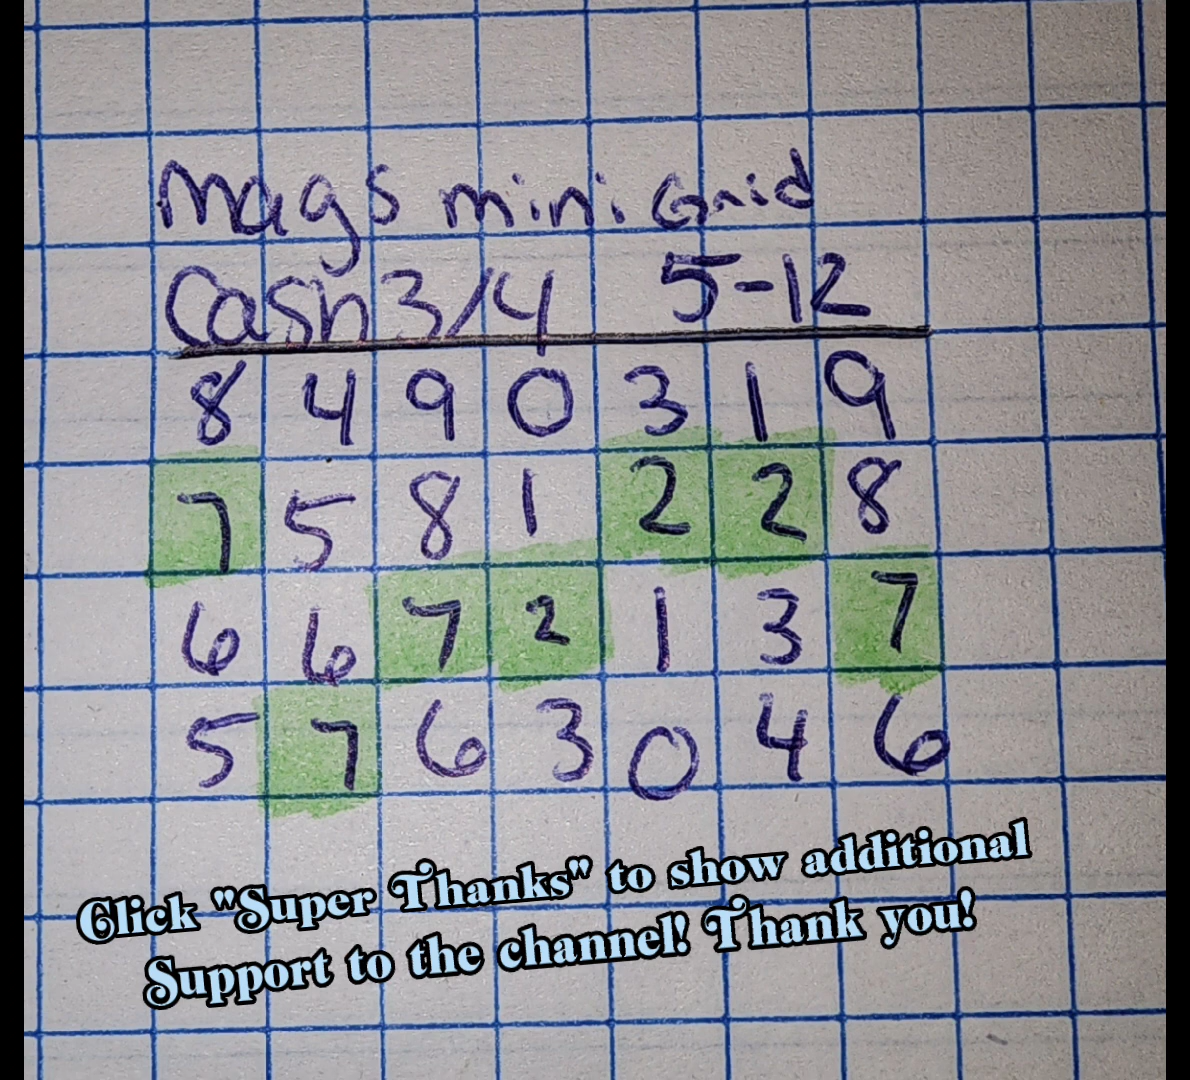 Mags mini Grid
Cash 3/4 5-12
8 4 9 0 3 1 9
7 5 8 1 2 2 8
6 6 7 2 1 3 7
5 7 6 3 0 4 6
Click "Super Thanks" to show additional
Support to the channel! Thank you!